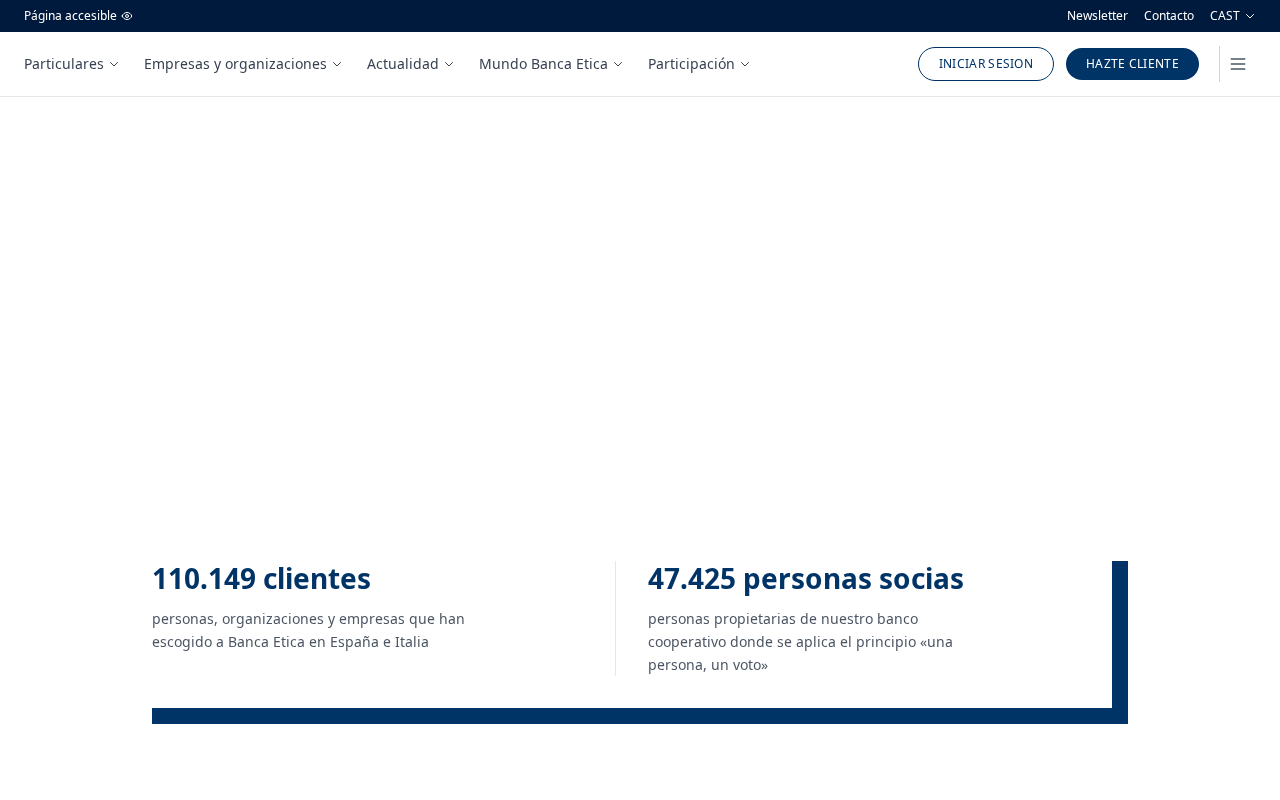 Página accesible
Newsletter
Contacto
CAST
Particulares
Empresas y organizaciones
Actualidad
Mundo Banca Etica
Participación
INICIAR SESION
HAZTE CLIENTE
110.149 clientes
personas, organizaciones y empresas que han
escogido a Banca Etica en España e Italia
47.425 personas socias
personas propietarias de nuestro banco
cooperativo donde se aplica el principio «una
persona, un voto»